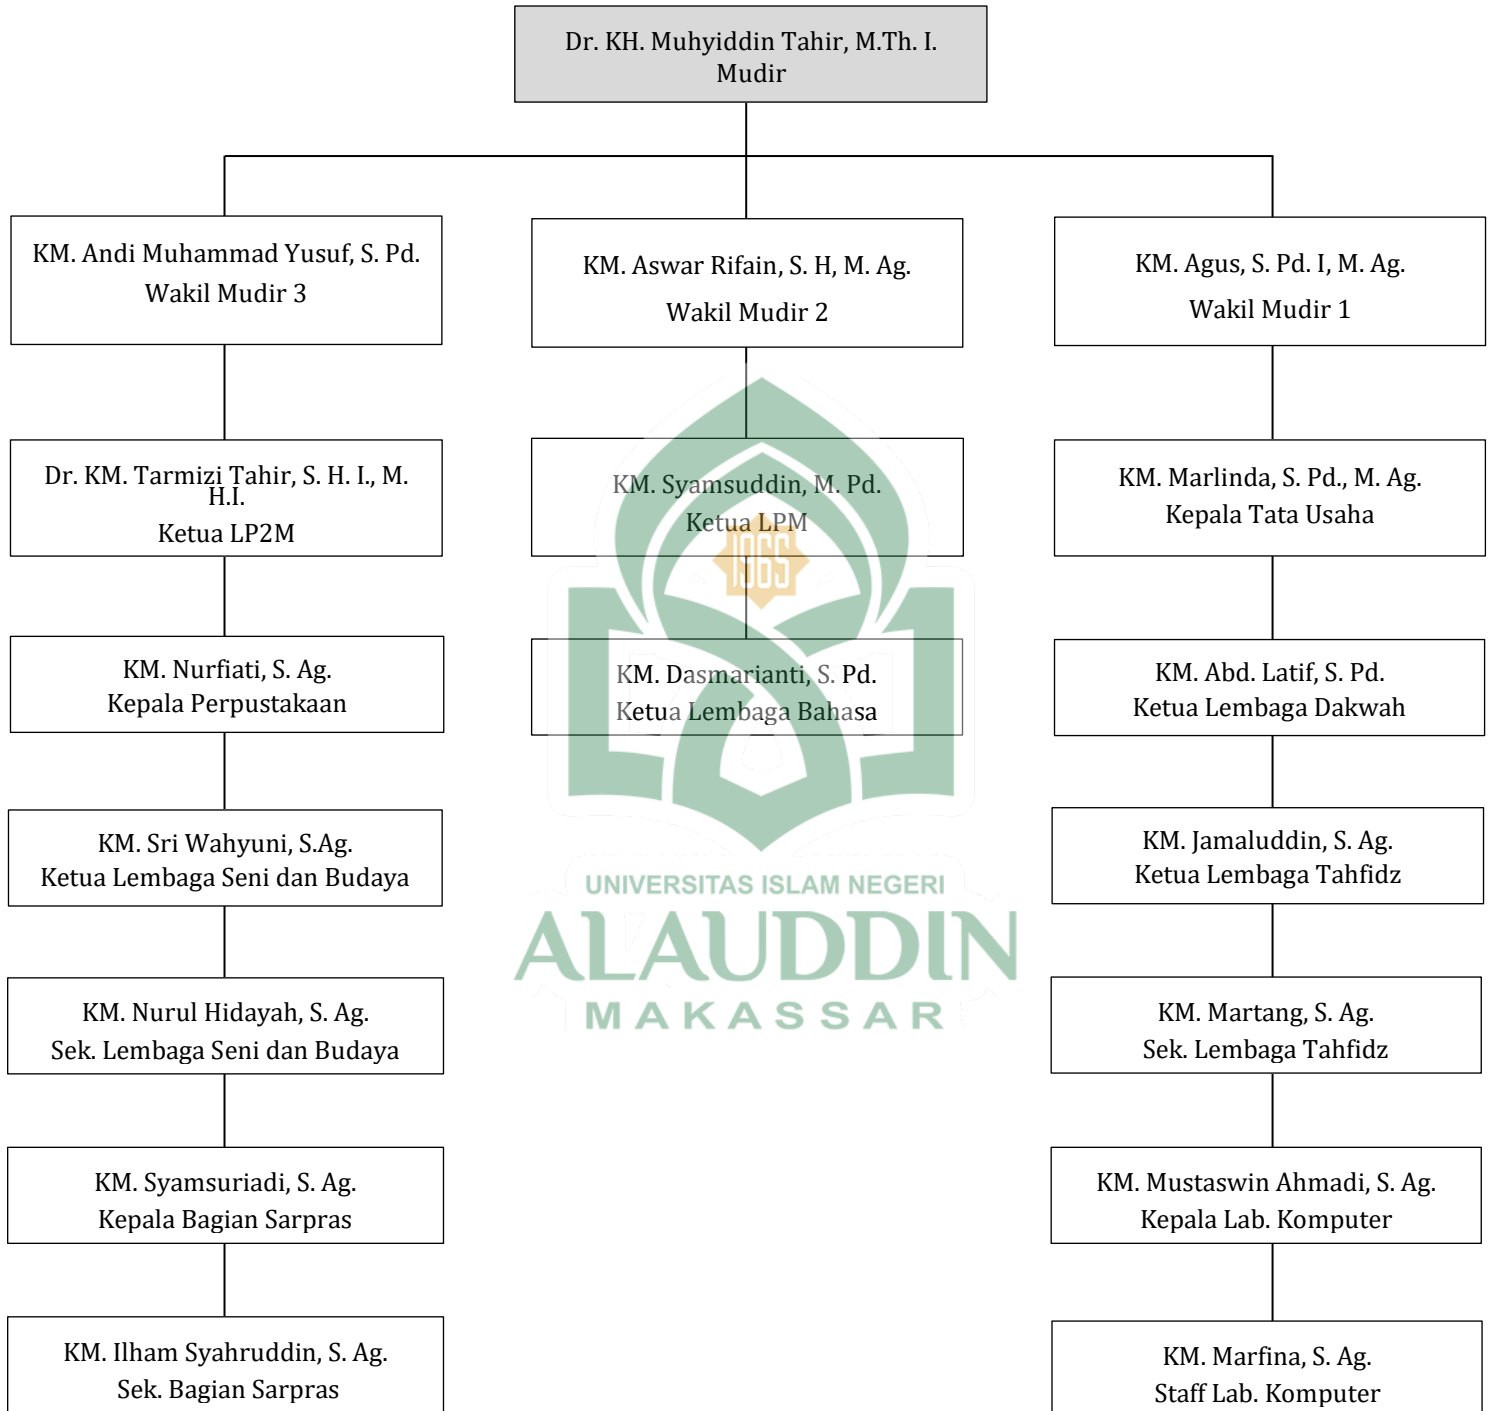 Dr. KH. Muhyiddin Tahir, M.Th. I.
Mudir
KM. Andi Muhammad Yusuf, S. Pd.
Wakil Mudir 3
KM. Aswar Rifain, S. H, M. Ag.
Wakil Mudir 2
KM. Agus, S. Pd. I, M. Ag.
Wakil Mudir 1
Dr. KM. Tarmizi Tahir, S. H. I., M.
H.I.
Ketua LP2M
KM. Syamsuddin, M. Pd.
Ketua LPM
KM. Marlinda, S. Pd., M. Ag.
Kepala Tata Usaha
1965
KM. Nurfiati, S. Ag.
Kepala Perpustakaan
KM. Dasmarianti, S. Pd.
Ketua Lembaga Bahasa
KM. Abd. Latif, S. Pd.
Ketua Lembaga Dakwah
KM. Sri Wahyuni, S.Ag.
Ketua Lembaga Seni dan Budaya
KM. Jamaluddin, S. Ag.
Ketua Lembaga Tahfidz
UNIVERSITAS ISLAM NEGERI
ALAUDDIN
MAKASSAR
KM. Nurul Hidayah, S. Ag.
Sek. Lembaga Seni dan Budaya
KM. Martang, S. Ag.
Sek. Lembaga Tahfidz
KM. Syamsuriadi, S. Ag.
Kepala Bagian Sarpras
KM. Mustaswin Ahmadi, S. Ag.
Kepala Lab. Komputer
KM. Ilham Syahruddin, S. Ag.
Sek. Bagian Sarpras
KM. Marfina, S. Ag.
Staff Lab. Komputer